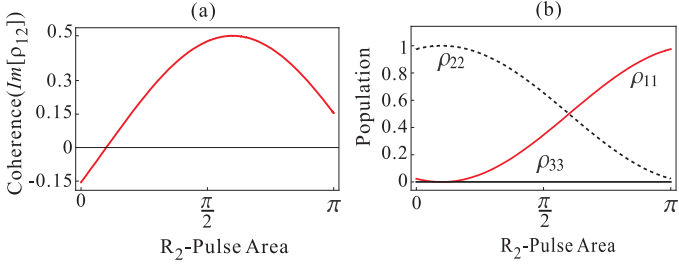 (a)
Coherence(Im[ρ₁₂])
0.5
0.3
0.15
0
-0.15
0
π/2
π
R₂-Pulse Area
(b)
Population
1
0.8
0.6
0.4
0.2
0
ρ₂₂
ρ₁₁
ρ₃₃
0
π/2
π
R₂-Pulse Area